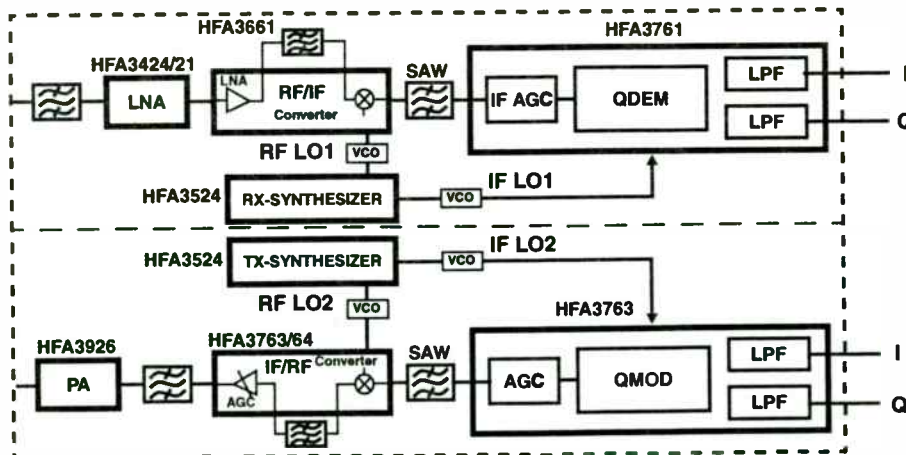 HFA3661
HFA3761
HFA3424/21
LNA
LNA
RF/IF
Converter
SAW
IF AGC
QDEM
LPF
LPF
Q
RF LO1
VCO
HFA3524
RX-SYNTHESIZER
VCO
IF LO1
HFA3524
TX-SYNTHESIZER
VCO
IF LO2
RF LO2
VCO
HFA3763
HFA3926
PA
HFA3763/64
IF/RF
Converter
AGC
SAW
AGC
QMOD
LPF
I
LPF
Q